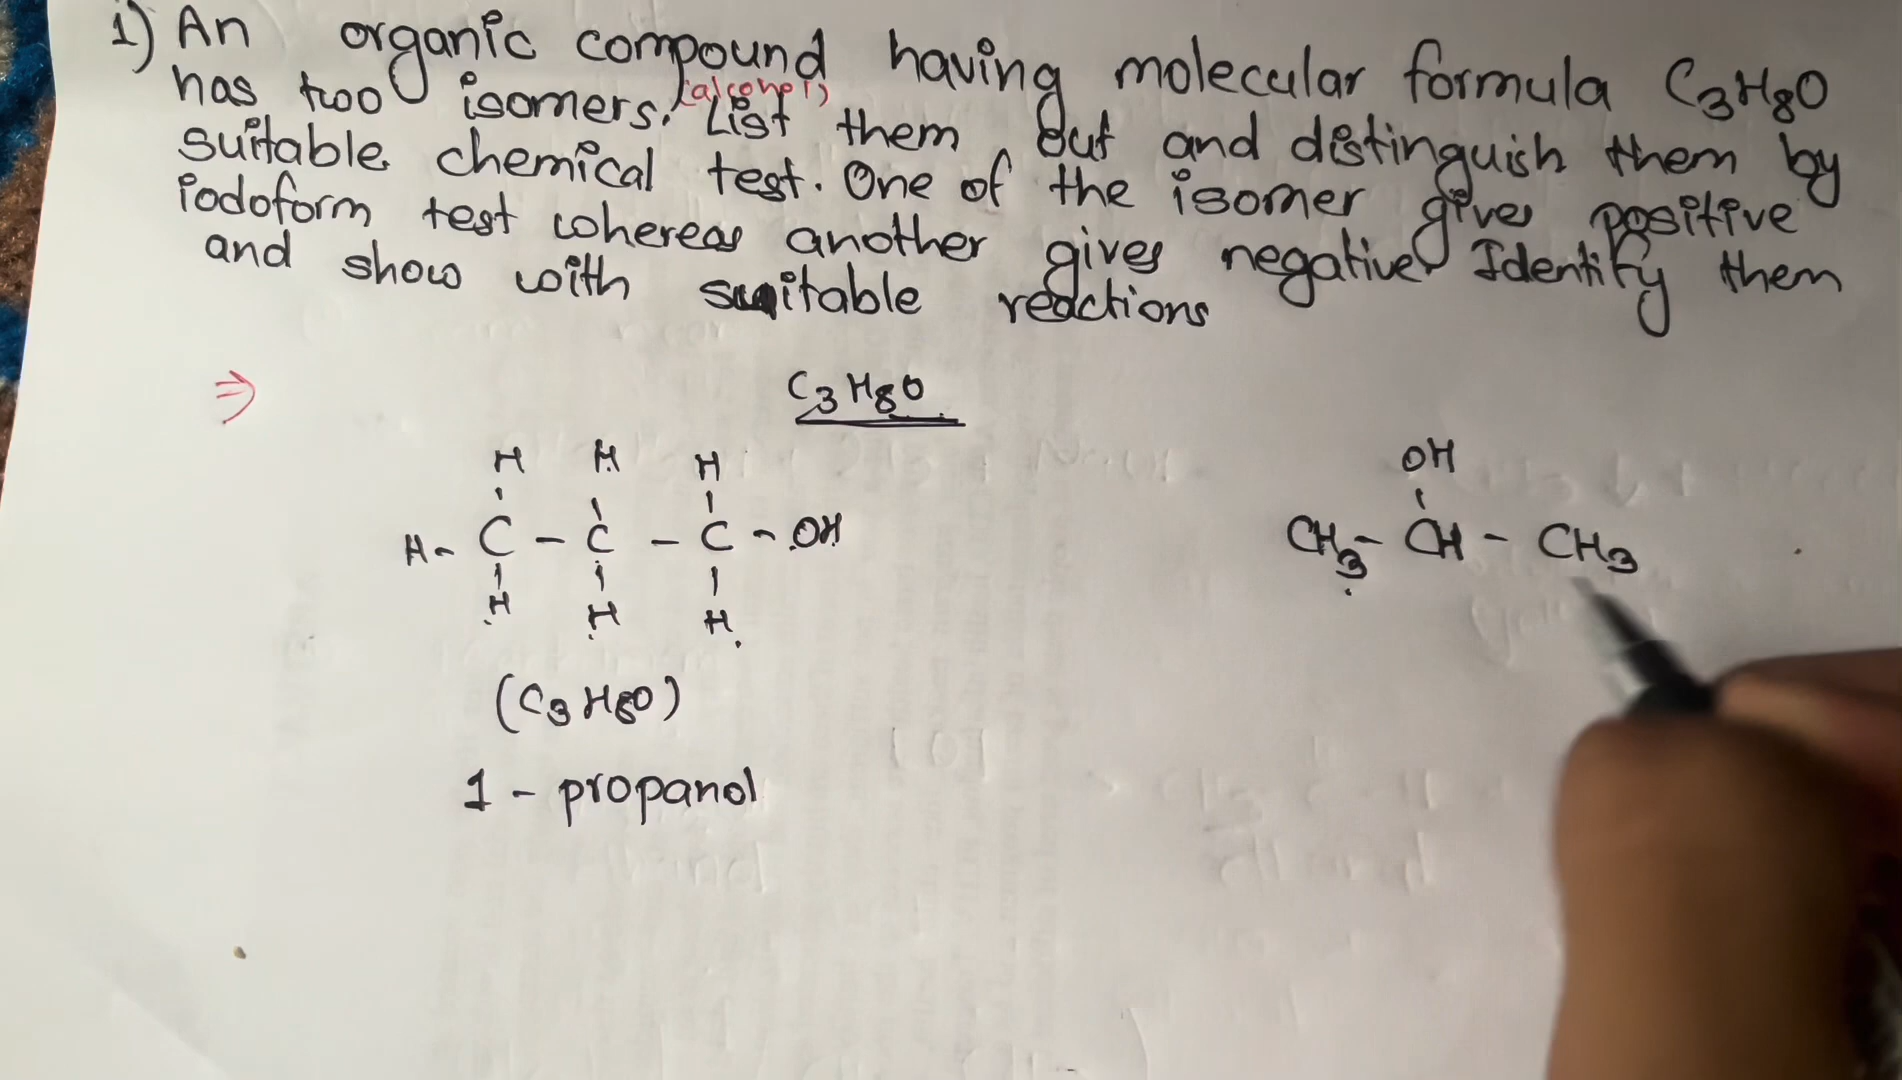 1) An organic compound having molecular formula C3H8O
has two isomers. List them out and distinguish them by
(alcohol)
suitable chemical test. One of the isomer gives positive
iodoform test whereas another gives negative Identify them
and show with suitable reactions
⇒ C3H8O
H H H
H - C - C - C - OH
H H H
OH
CH3 - CH - CH3
(C3H8O)
1 - propanol